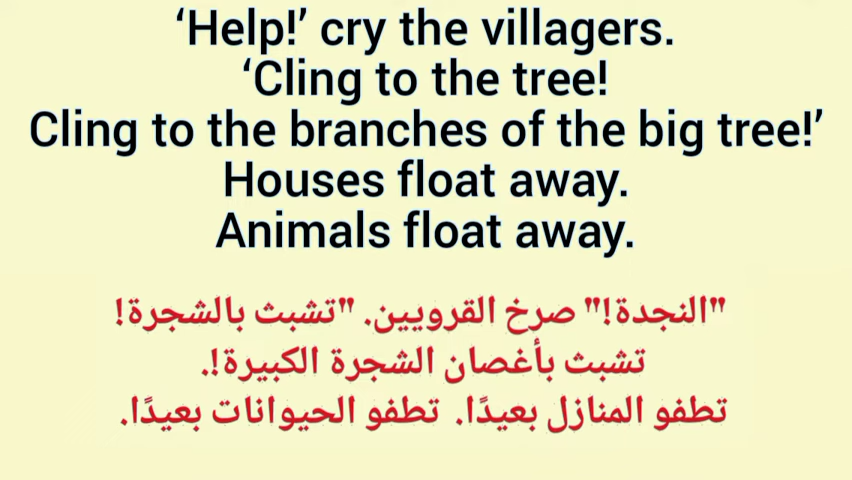 ‘Help!’ cry the villagers.
‘Cling to the tree!
Cling to the branches of the big tree!’
Houses float away.
Animals float away.
"النجدة!" صرخ القرويين. "تشبث بالشجرة!
تشبث بأغصان الشجرة الكبيرة!.
تطفو المنازل بعيدًا. تطفو الحيوانات بعيدًا.